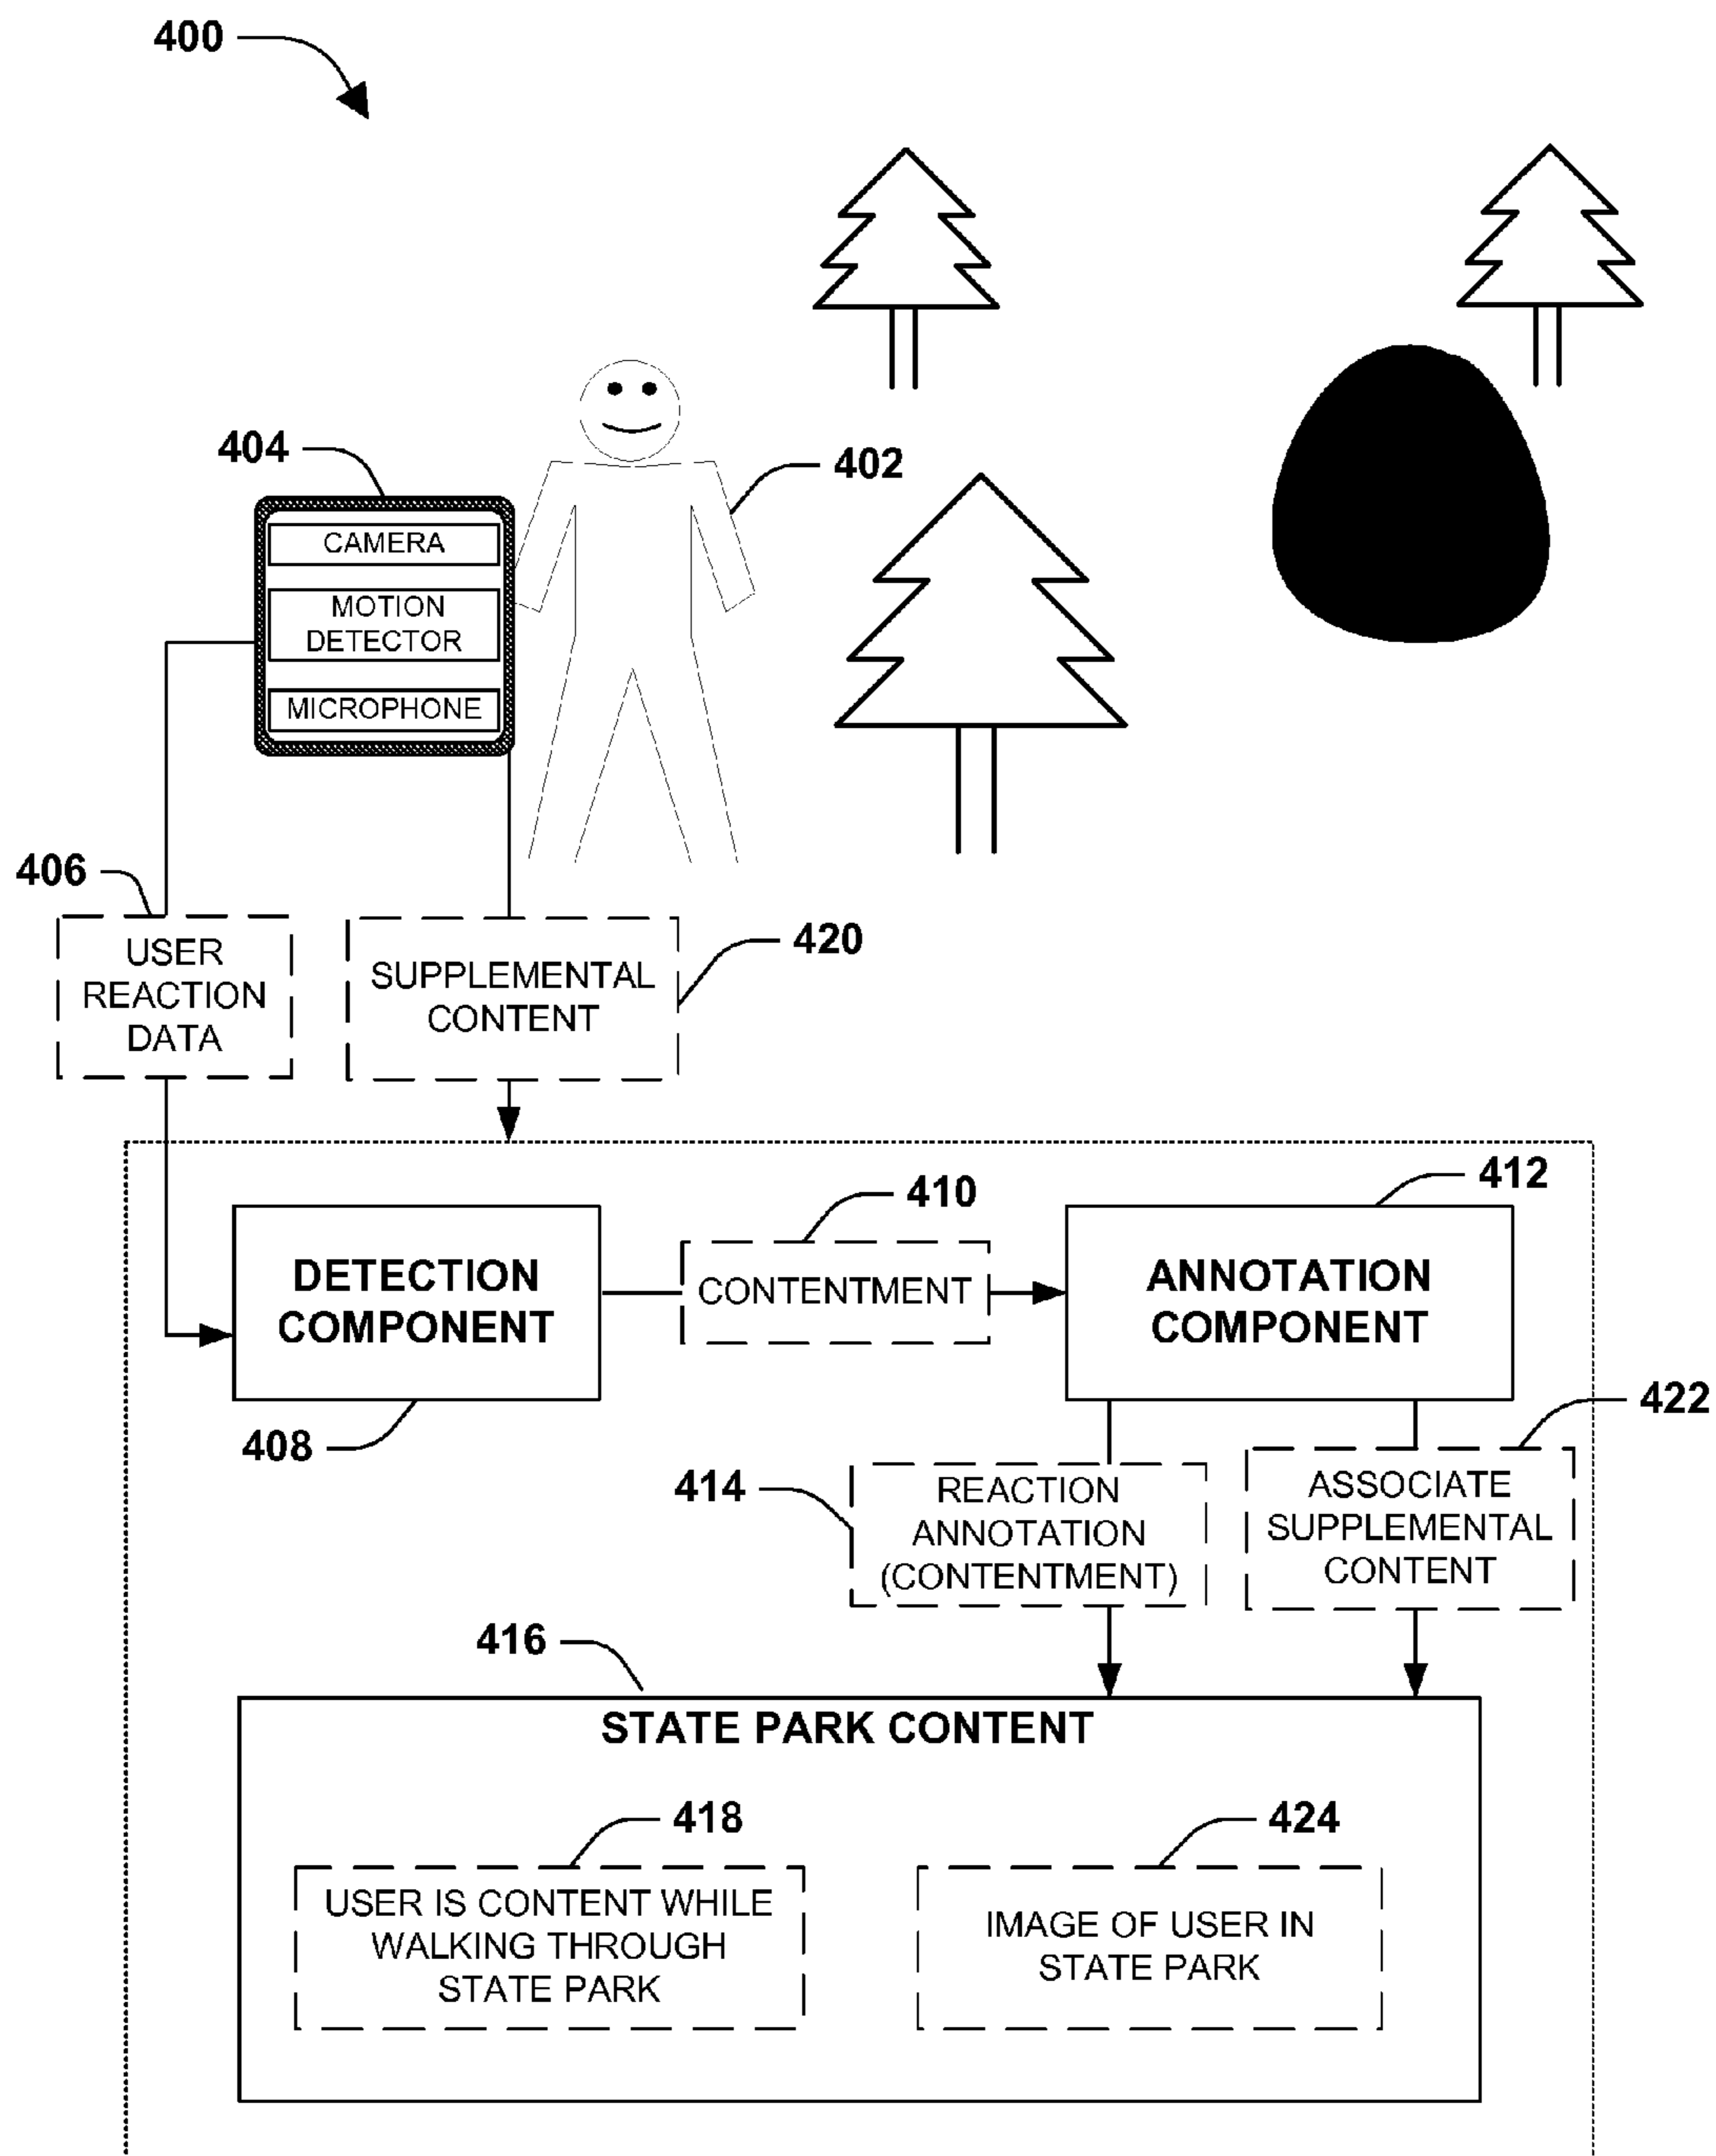 400
404
402
CAMERA
MOTION
DETECTOR
MICROPHONE
406
USER
REACTION
DATA
420
SUPPLEMENTAL
CONTENT
410
412
DETECTION
COMPONENT
CONTENTMENT
ANNOTATION
COMPONENT
408
422
414
REACTION
ANNOTATION
(CONTENTMENT)
ASSOCIATE
SUPPLEMENTAL
CONTENT
416
STATE PARK CONTENT
418
424
USER IS CONTENT WHILE
WALKING THROUGH
STATE PARK
IMAGE OF USER IN
STATE PARK